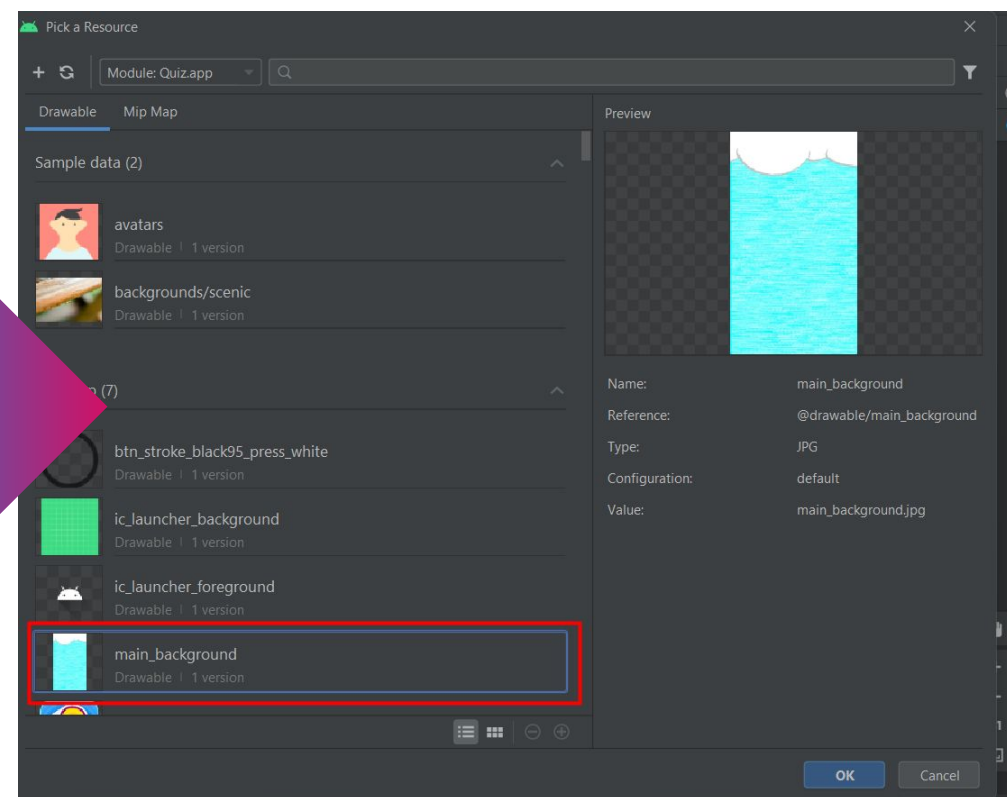 Pick a Resource
Module: Quiz.app
Drawable Mip Map
Sample data (2)
avatars
Drawable | 1 version
backgrounds/scenic
Drawable | 1 version
(7)
btn_stroke_black95_press_white
Drawable | 1 version
ic_launcher_background
Drawable | 1 version
ic_launcher_foreground
Drawable | 1 version
main_background
Drawable | 1 version
Preview
Name: main_background
Reference: @drawable/main_background
Type: JPG
Configuration: default
Value: main_background.jpg
OK Cancel